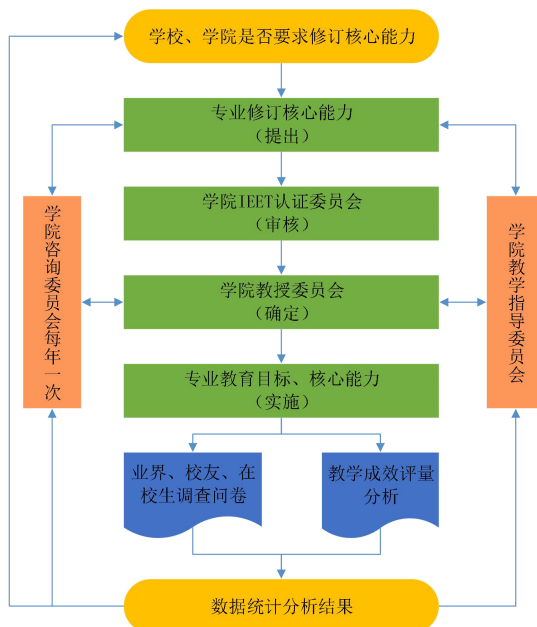 学校、学院是否要求修订核心能力
专业修订核心能力
（提出）
学院IEET认证委员会
（审核）
学院咨询委员会每年一次
学院教学指导委员会
学院教授委员会
（确定）
专业教育目标、核心能力
（实施）
业界、校友、在
校生调查问卷
教学成效评量
分析
数据统计分析结果